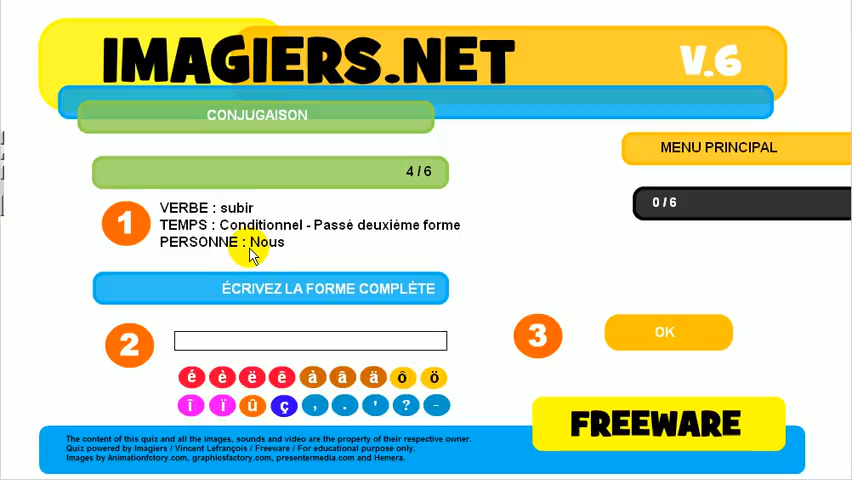 IMAGIERS.NET
V.6
CONJUGAISON
MENU PRINCIPAL
4 / 6
0 / 6
1
VERBE : subir
TEMPS : Conditionnel - Passé deuxième forme
PERSONNE : Nous
ÉCRIVEZ LA FORME COMPLÈTE
2
3
OK
é è ë ê à â ä ô ö
î ï û ç , . ' ? -
FREEWARE
The content of this quiz and all the images, sounds and video are the property of their respective owner.
Quiz powered by Imagiers / Vincent Lefrançois / Freeware / For educational purpose only.
Images by Animationfctory.com, graphicsfactory.com, presentermedia.com and Hemera.